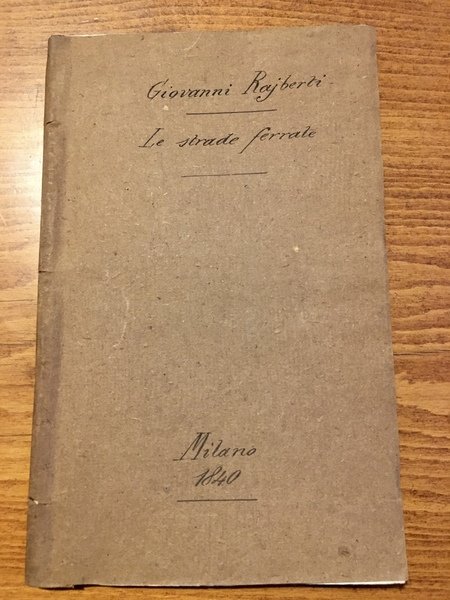 Giovanni Rajberti
Le strade ferrate
Milano
1840